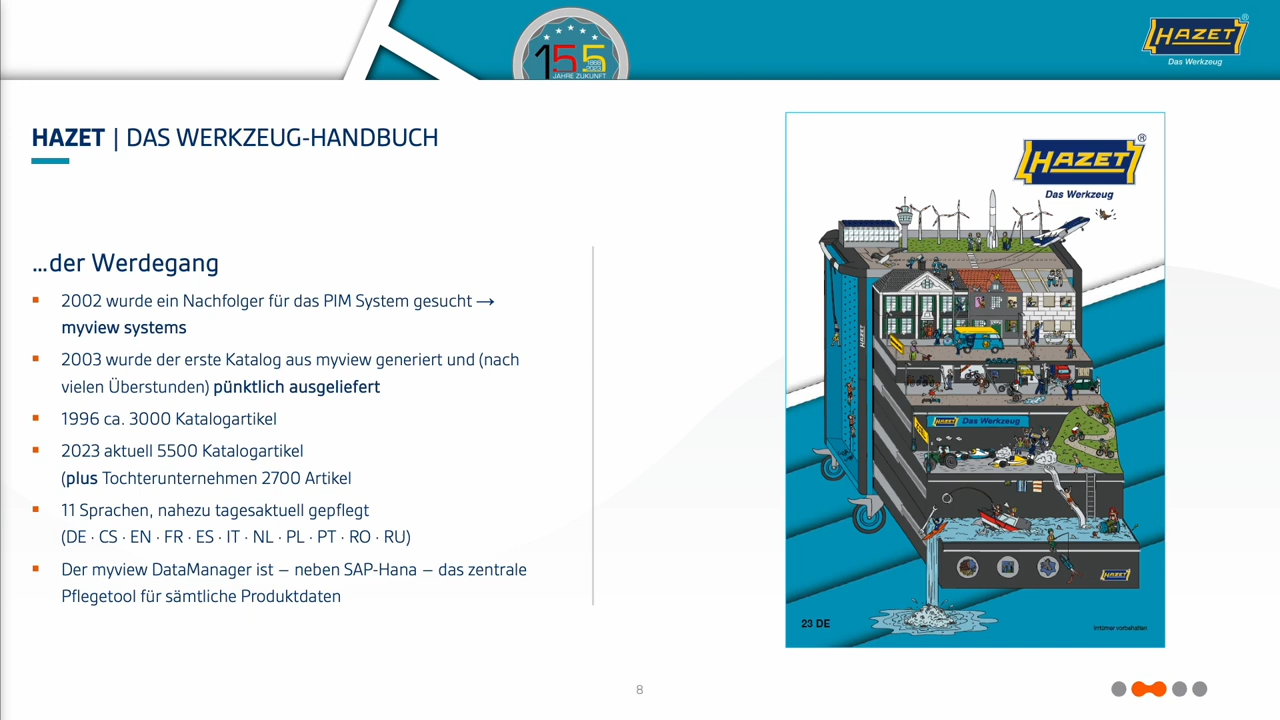 155
1868
2023
JAHRE ZUKUNFT
HAZET
®
Das Werkzeug
HAZET | DAS WERKZEUG-HANDBUCH
...der Werdegang
▪ 2002 wurde ein Nachfolger für das PIM System gesucht →
myview systems
▪ 2003 wurde der erste Katalog aus myview generiert und (nach
vielen Überstunden) pünktlich ausgeliefert
▪ 1996 ca. 3000 Katalogartikel
▪ 2023 aktuell 5500 Katalogartikel
(plus Tochterunternehmen 2700 Artikel
▪ 11 Sprachen, nahezu tagesaktuell gepflegt
(DE · CS · EN · FR · ES · IT · NL · PL · PT · RO · RU)
▪ Der myview DataManager ist – neben SAP-Hana – das zentrale
Pflegetool für sämtliche Produktdaten
HAZET
®
Das Werkzeug
HAZET
HAZET Das Werkzeug
HAZET
23 DE
Irrtümer vorbehalten
8